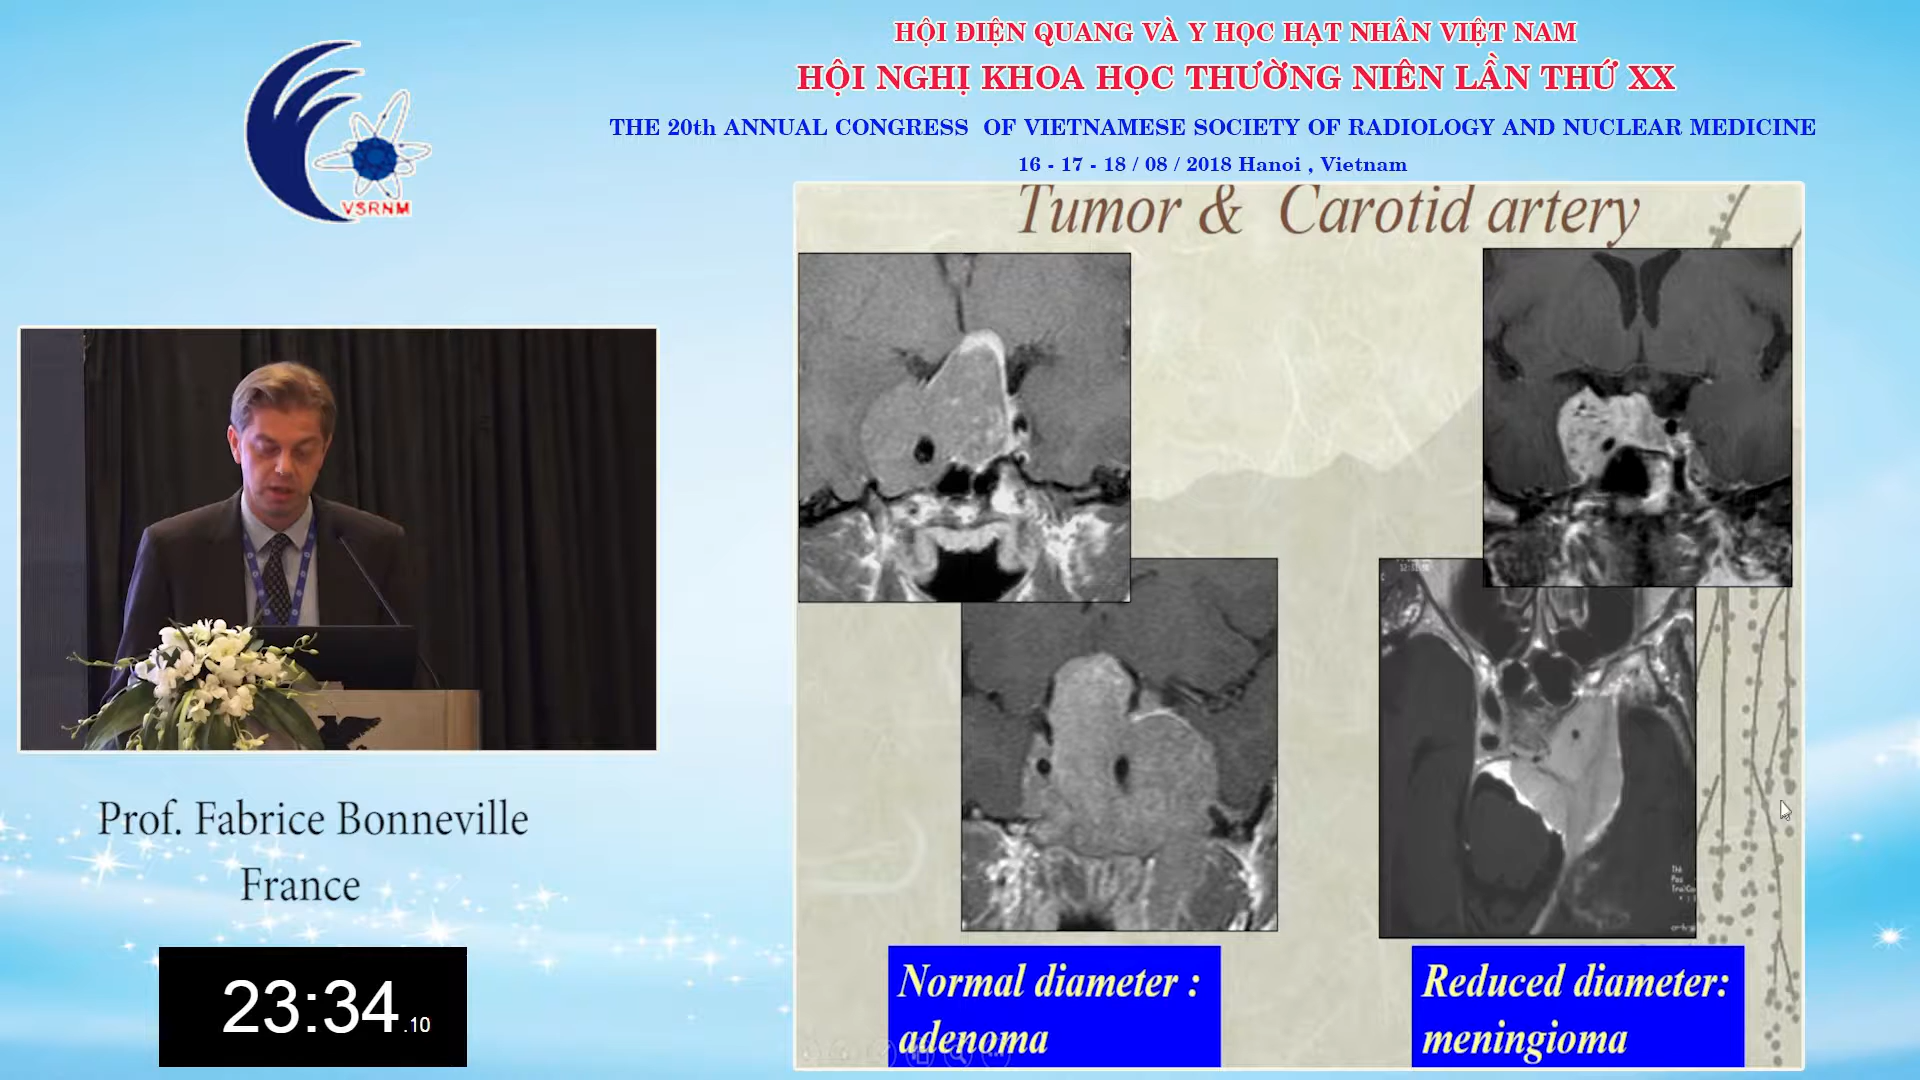 HỘI ĐIỆN QUANG VÀ Y HỌC HẠT NHÂN VIỆT NAM
HỘI NGHỊ KHOA HỌC THƯỜNG NIÊN LẦN THỨ XX
THE 20th ANNUAL CONGRESS OF VIETNAMESE SOCIETY OF RADIOLOGY AND NUCLEAR MEDICINE
16 - 17 - 18 / 08 / 2018 Hanoi , Vietnam
VSRNM
Tumor & Carotid artery
Normal diameter :
adenoma
Reduced diameter:
meningioma
Prof. Fabrice Bonneville
France
23:34.10